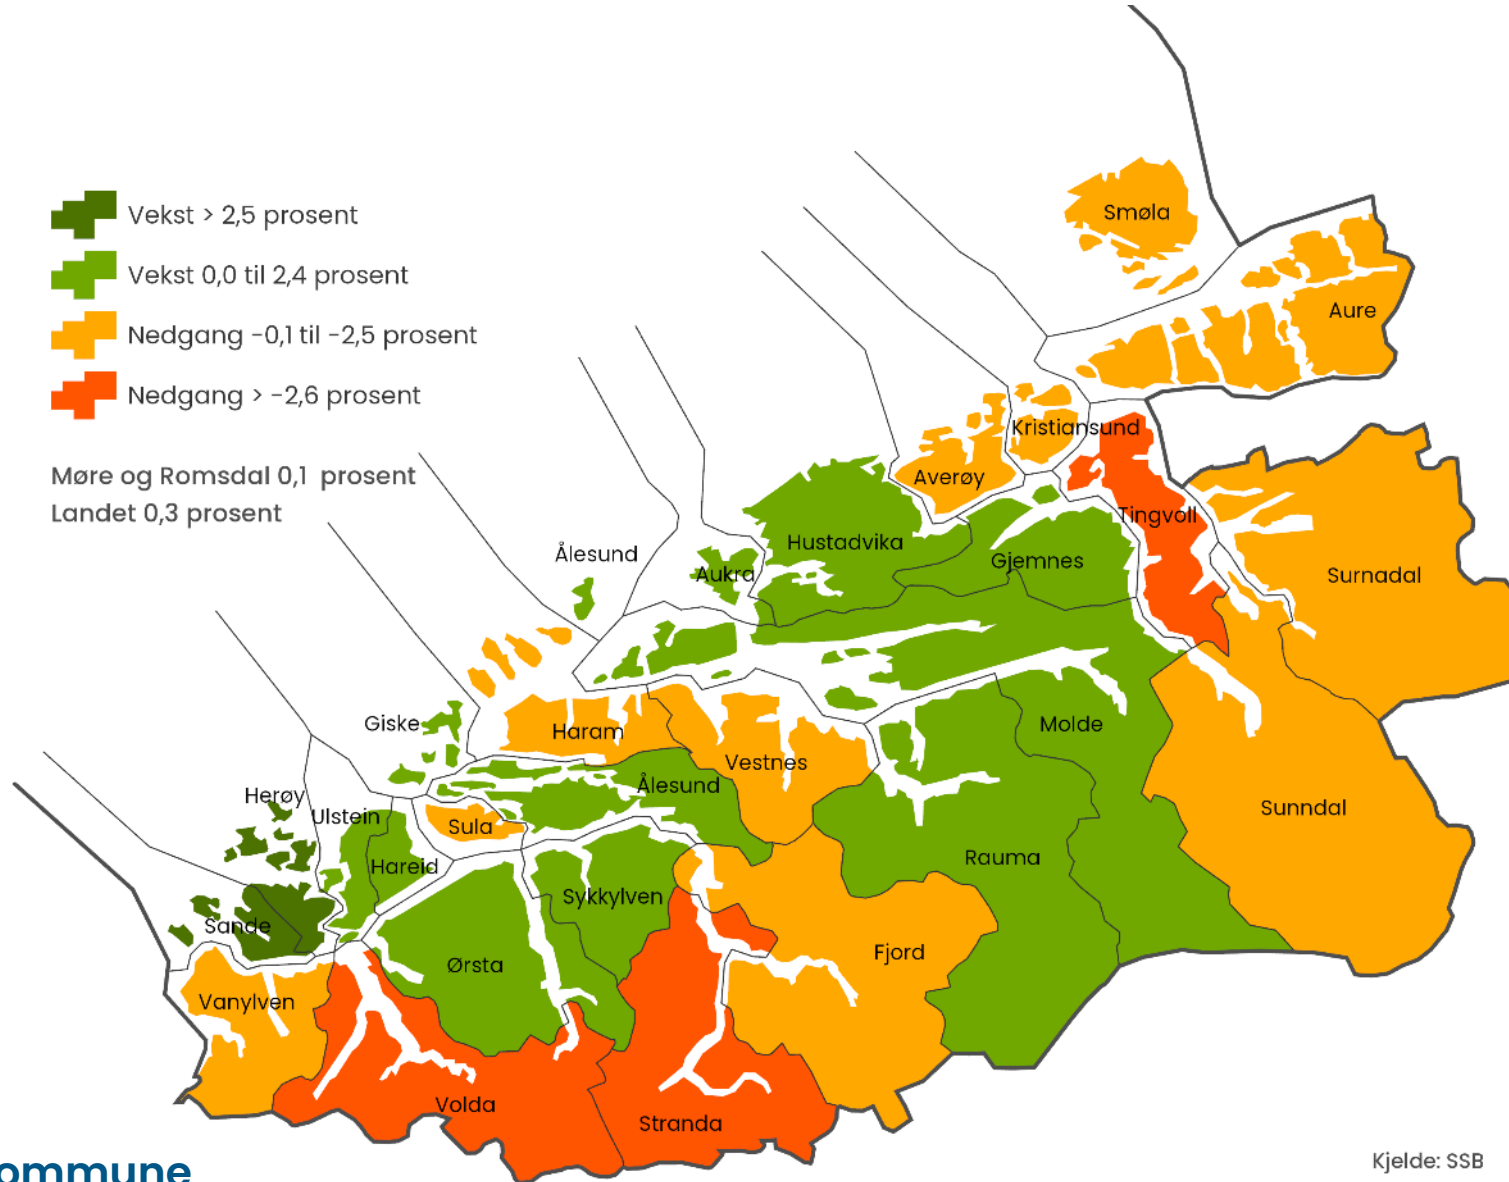 Vekst > 2,5 prosent
Vekst 0,0 til 2,4 prosent
Nedgang -0,1 til -2,5 prosent
Nedgang > -2,6 prosent
Møre og Romsdal 0,1 prosent
Landet 0,3 prosent
Smøla
Aure
Kristiansund
Averøy
Tingvoll
Hustadvika
Ålesund
Gjemnes
Aukra
Surnadal
Giske
Haram
Molde
Vestnes
Ålesund
Herøy
Ulstein
Sula
Sunndal
Hareid
Rauma
Sykkylven
Sande
Fjord
Ørsta
Vanylven
Volda
Stranda
ommune
Kjelde: SSB